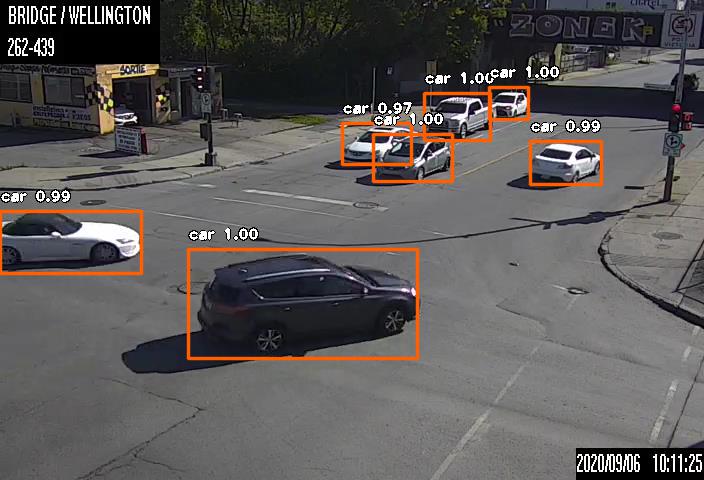 BRIDGE / WELLINGTON
262-439
ZONEK
SORTIE
car 1.00
car 1.00
car 0.97
car 1.00
car 0.99
car 0.99
car 1.00
2020/09/06 10:11:25